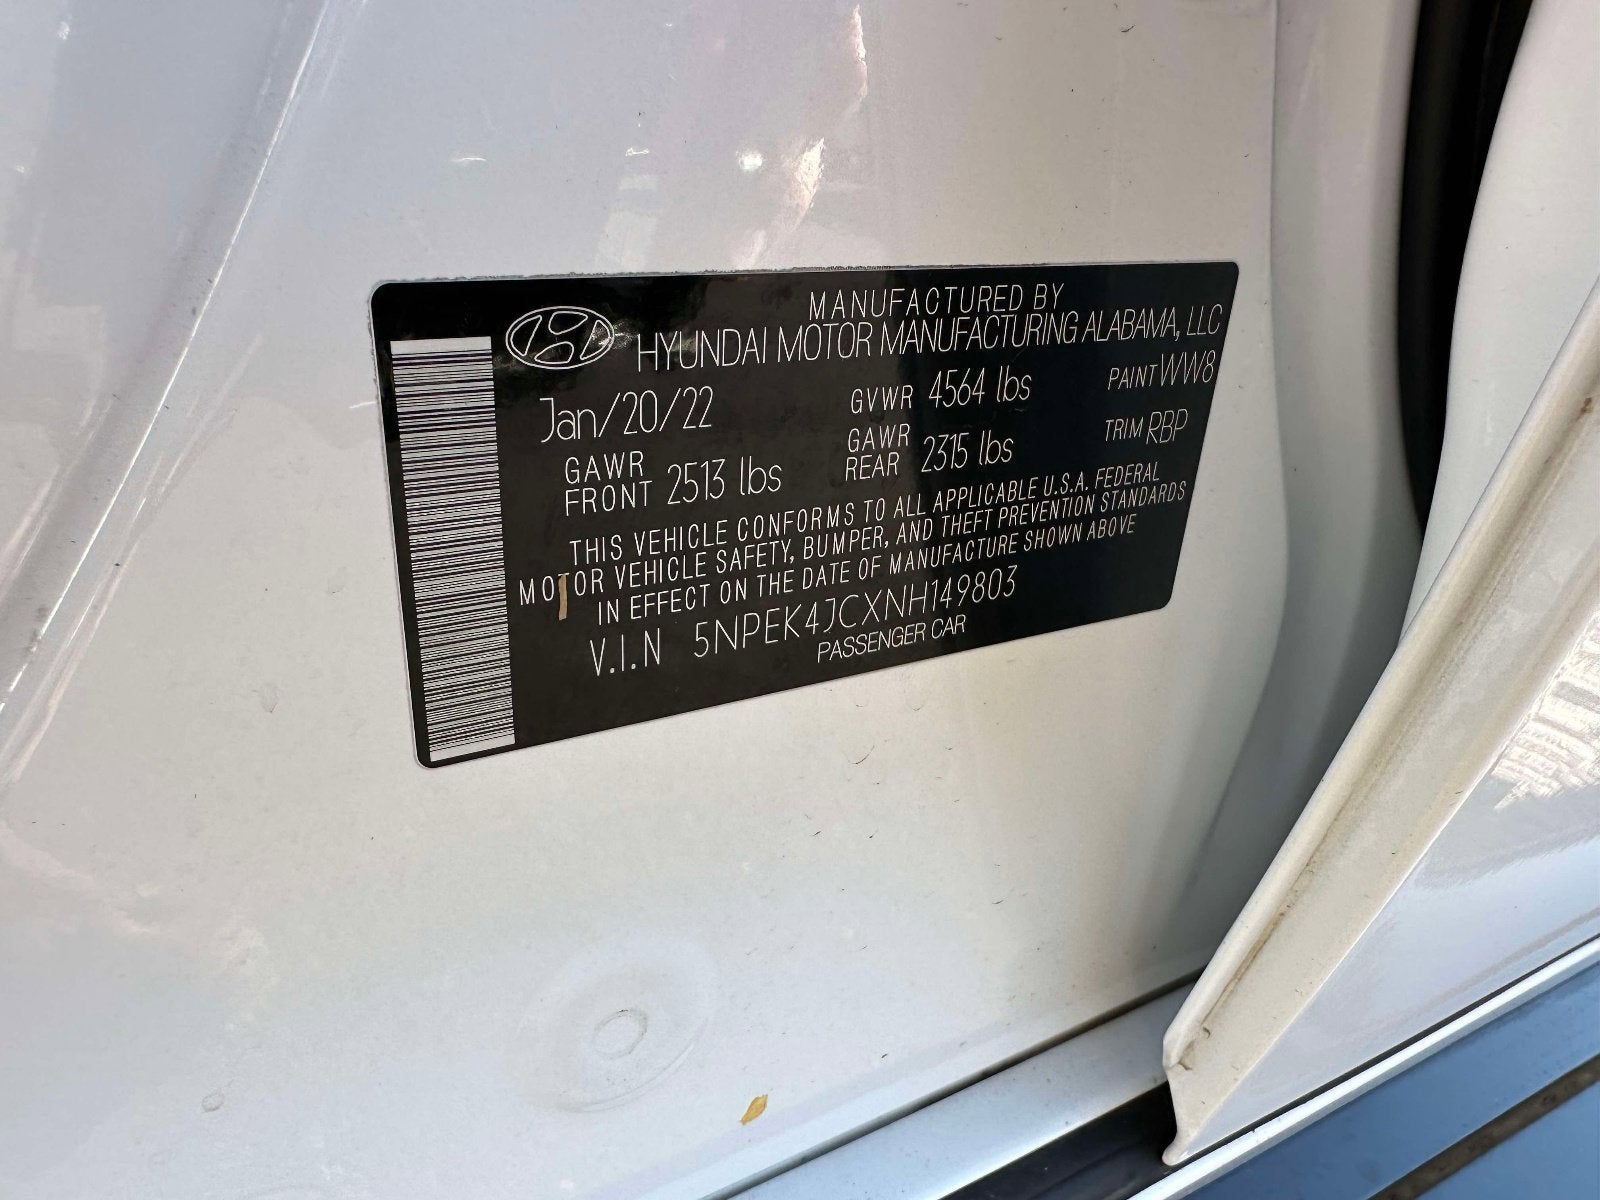 MANUFACTURED BY
HYUNDAI MOTOR MANUFACTURING ALABAMA, LLC
Jan/20/22 GVWR 4564 lbs PAINT WW8
GAWR FRONT 2513 lbs GAWR REAR 2315 lbs TRIM RBP
THIS VEHICLE CONFORMS TO ALL APPLICABLE U.S.A. FEDERAL
MOTOR VEHICLE SAFETY, BUMPER, AND THEFT PREVENTION STANDARDS
IN EFFECT ON THE DATE OF MANUFACTURE SHOWN ABOVE
V.I.N 5NPEK4JCXNH149803
PASSENGER CAR